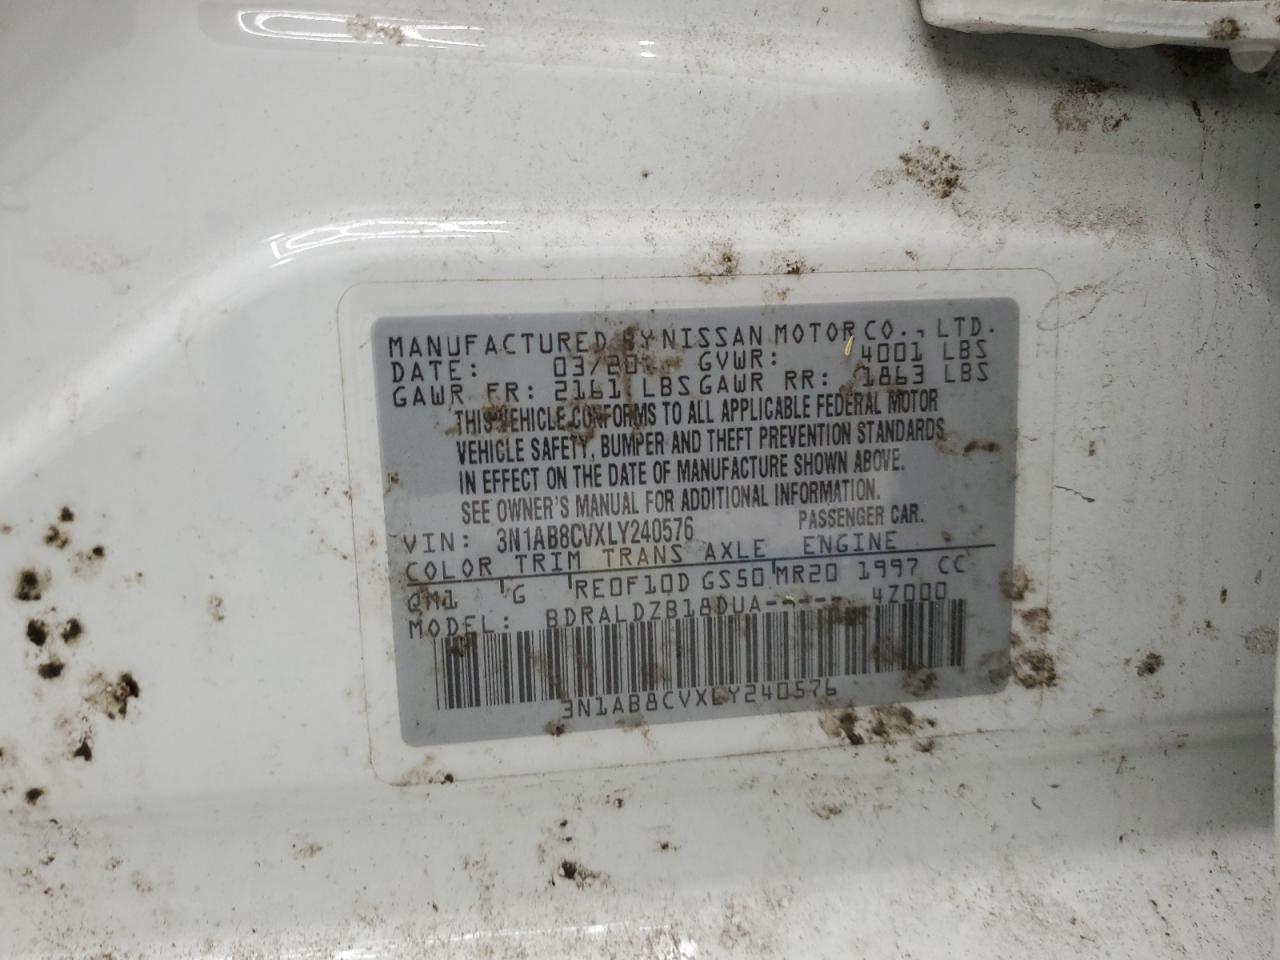 MANUFACTURED BY NISSAN MOTOR CO., LTD.
DATE: 03/20 GVWR: 4001 LBS
GAWR FR: 2161 LBS GAWR RR: 1863 LBS
THIS VEHICLE CONFORMS TO ALL APPLICABLE FEDERAL MOTOR
VEHICLE SAFETY, BUMPER AND THEFT PREVENTION STANDARDS
IN EFFECT ON THE DATE OF MANUFACTURE SHOWN ABOVE.
SEE OWNER'S MANUAL FOR ADDITIONAL INFORMATION.
VIN: 3N1AB8CVXLY240576 PASSENGER CAR.
COLOR TRIM TRANS AXLE ENGINE
QM1 G RE0F10D GS50 MR20 1997 CC
MODEL: BDRALDZB18DUA----- 4Z000
3N1AB8CVXLY240576